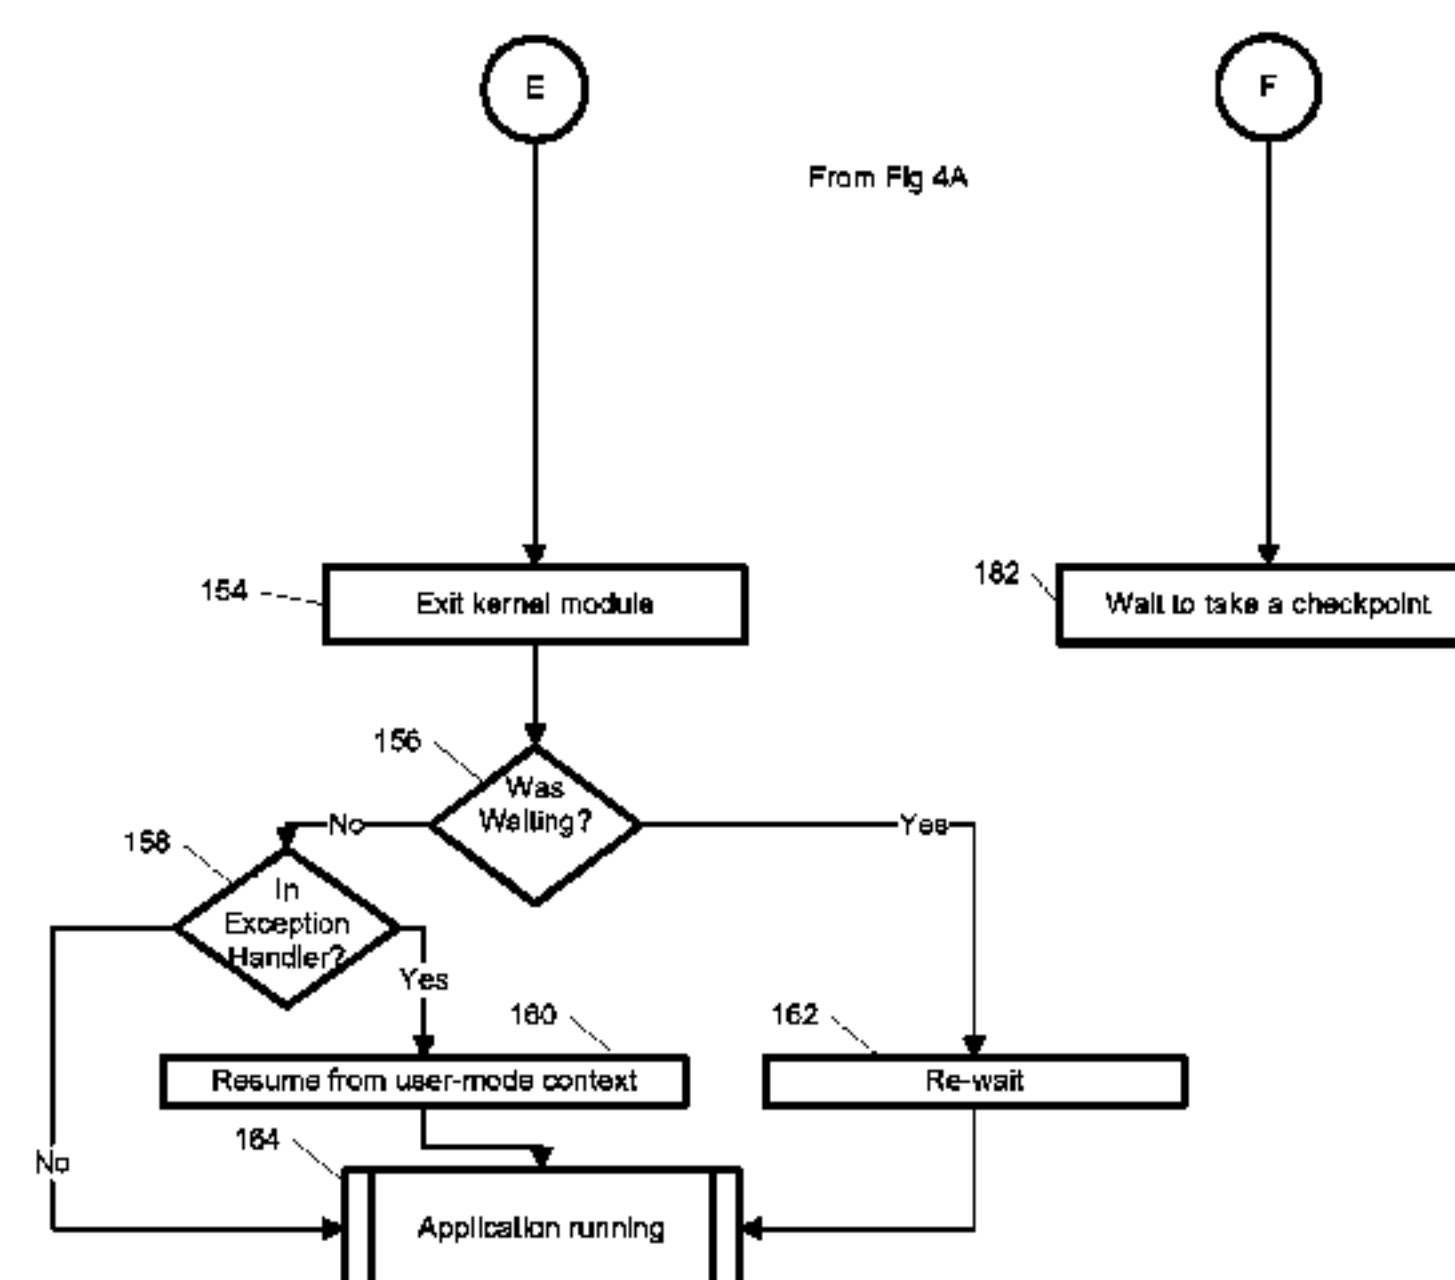 E
F
From Fig 4A
154
Exit kernel module
182
Wait to take a checkpoint
156
Was
Waiting?
No
Yes
158
In
Exception
Handler?
Yes
160
Resume from user-mode context
162
Re-wait
164
No
Application running